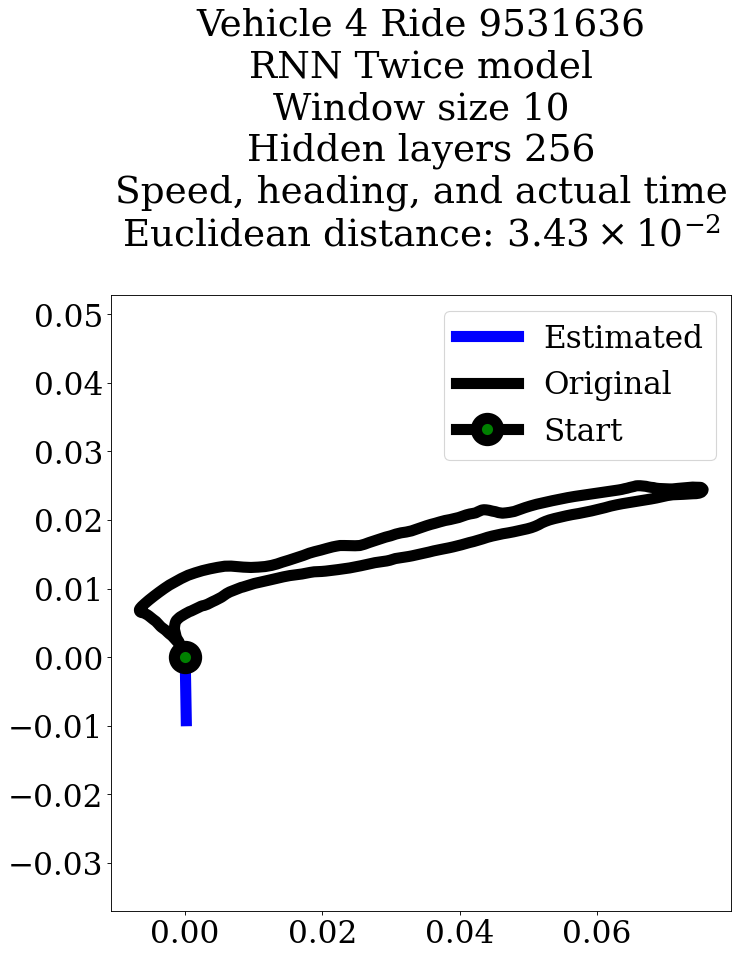 Vehicle 4 Ride 9531636
RNN Twice model
Window size 10
Hidden layers 256
Speed, heading, and actual time
Euclidean distance: 3.43 × 10⁻²
Estimated
Original
Start
0.05
0.04
0.03
0.02
0.01
0.00
−0.01
−0.02
−0.03
0.00 0.02 0.04 0.06